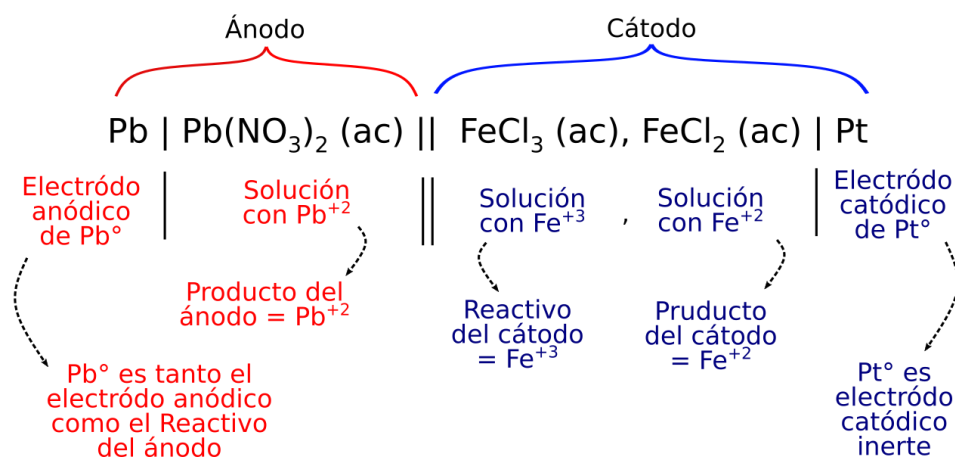 Ánodo
Cátodo
Pb | Pb(NO₃)₂ (ac) || FeCl₃ (ac), FeCl₂ (ac) | Pt
Electródo
anódico
de Pb°
|
Solución
con Pb⁺²
||
Solución
con Fe⁺³
,
Solución
con Fe⁺²
|
Electródo
catódico
de Pt°
Producto del
ánodo = Pb⁺²
Reactivo
del cátodo
= Fe⁺³
Pruducto
del cátodo
= Fe⁺²
Pb° es tanto el
electródo anódico
como el Reactivo
del ánodo
Pt° es
electródo
catódico
inerte